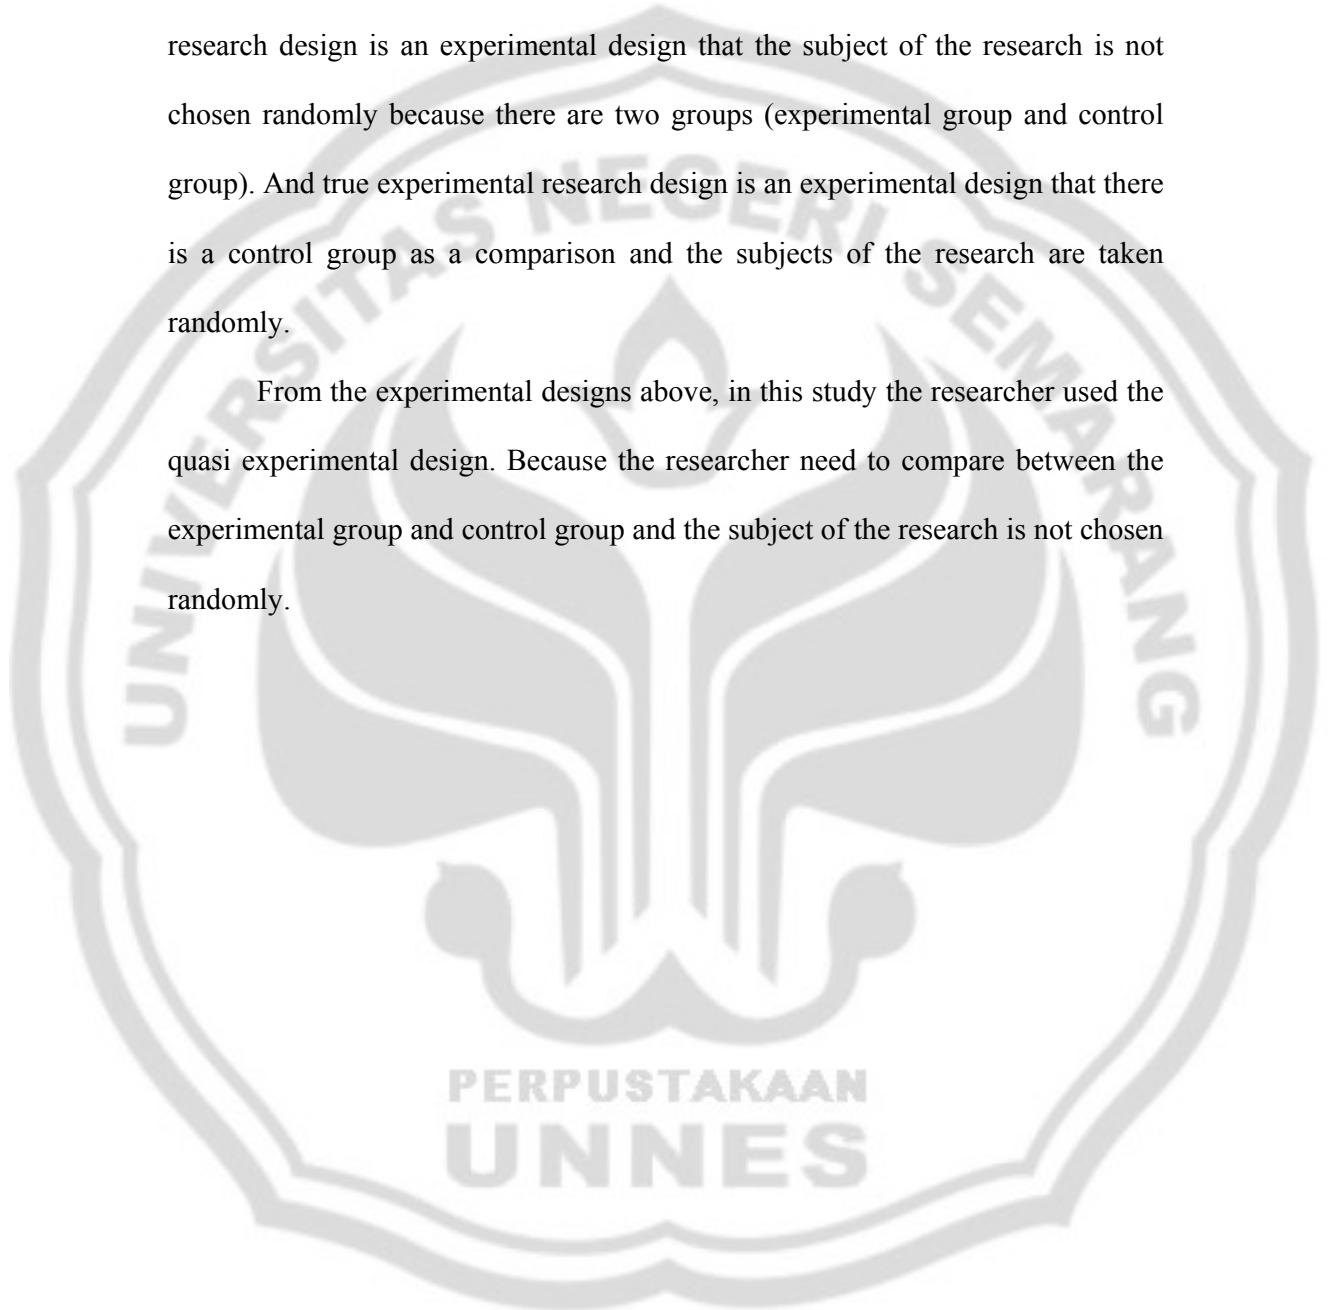 research design is an experimental design that the subject of the research is not
chosen randomly because there are two groups (experimental group and control
group). And true experimental research design is an experimental design that there
is a control group as a comparison and the subjects of the research are taken
randomly.
From the experimental designs above, in this study the researcher used the
quasi experimental design. Because the researcher need to compare between the
experimental group and control group and the subject of the research is not chosen
randomly.
UNIVERSITAS NEGERI SEMARANG
PERPUSTAKAAN
UNNES